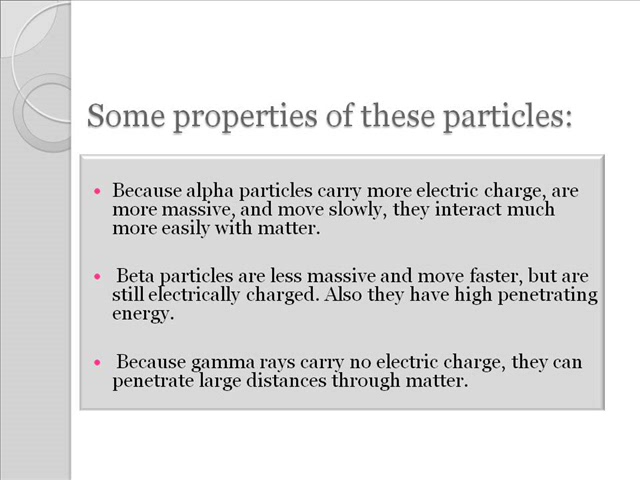 Some properties of these particles:
• Because alpha particles carry more electric charge, are
more massive, and move slowly, they interact much
more easily with matter.
• Beta particles are less massive and move faster, but are
still electrically charged. Also they have high penetrating
energy.
• Because gamma rays carry no electric charge, they can
penetrate large distances through matter.